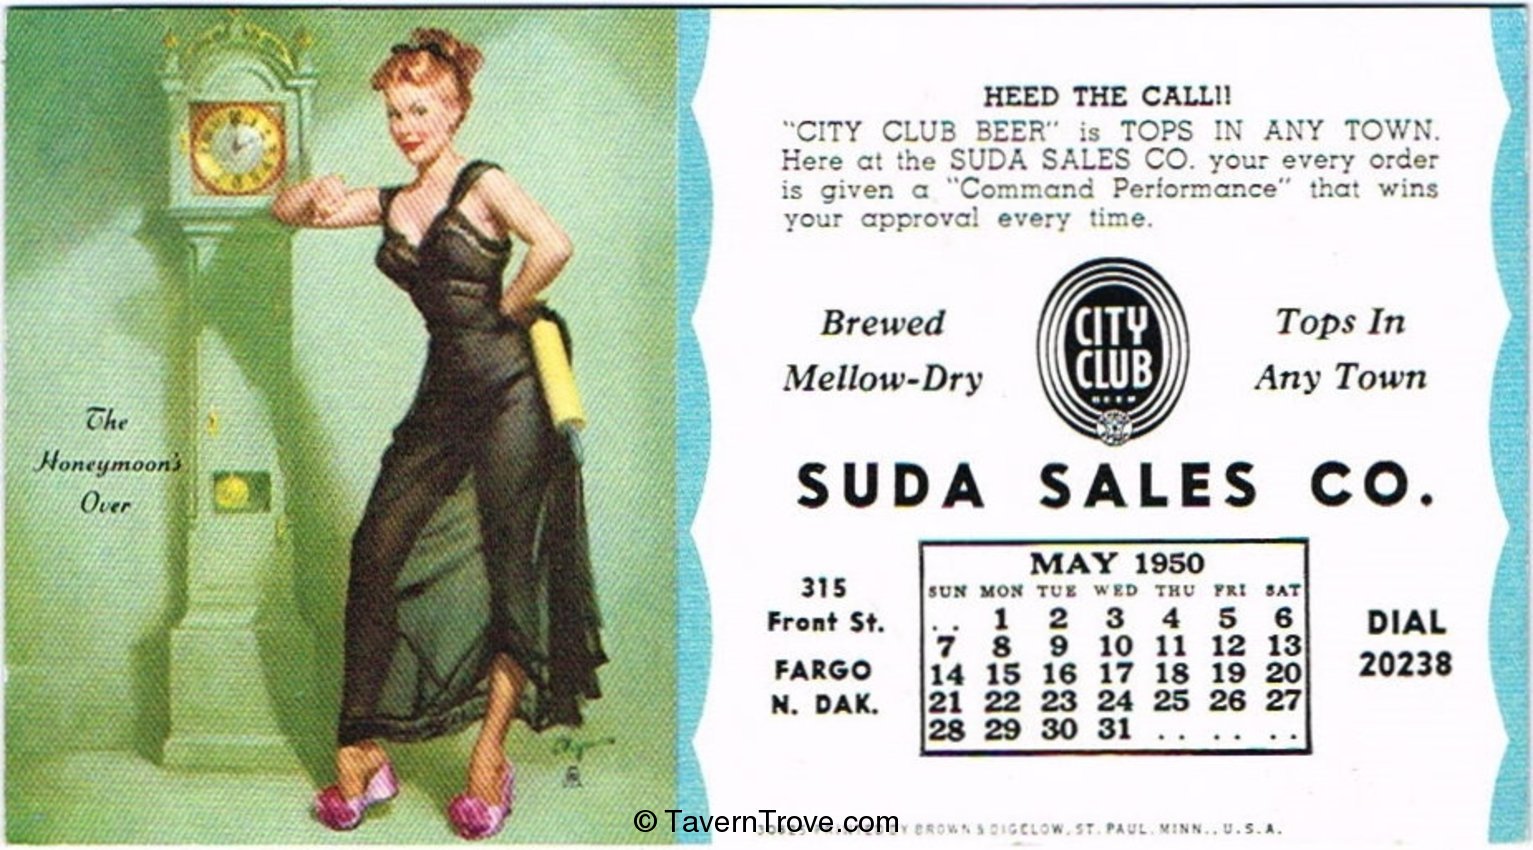 The
Honeymoon's
Over
HEED THE CALL!!
"CITY CLUB BEER" is TOPS IN ANY TOWN.
Here at the SUDA SALES CO. your every order
is given a "Command Performance" that wins
your approval every time.
Brewed
Mellow-Dry
CITY
CLUB
BEER
Tops In
Any Town
SUDA SALES CO.
315
Front St.
FARGO
N. DAK.
MAY 1950
SUN MON TUE WED THU FRI SAT
. . 1 2 3 4 5 6
7 8 9 10 11 12 13
14 15 16 17 18 19 20
21 22 23 24 25 26 27
28 29 30 31 . . . . . .
DIAL
20238
PRINTED BY BROWN & BIGELOW, ST. PAUL, MINN., U.S.A.
© TavernTrove.com